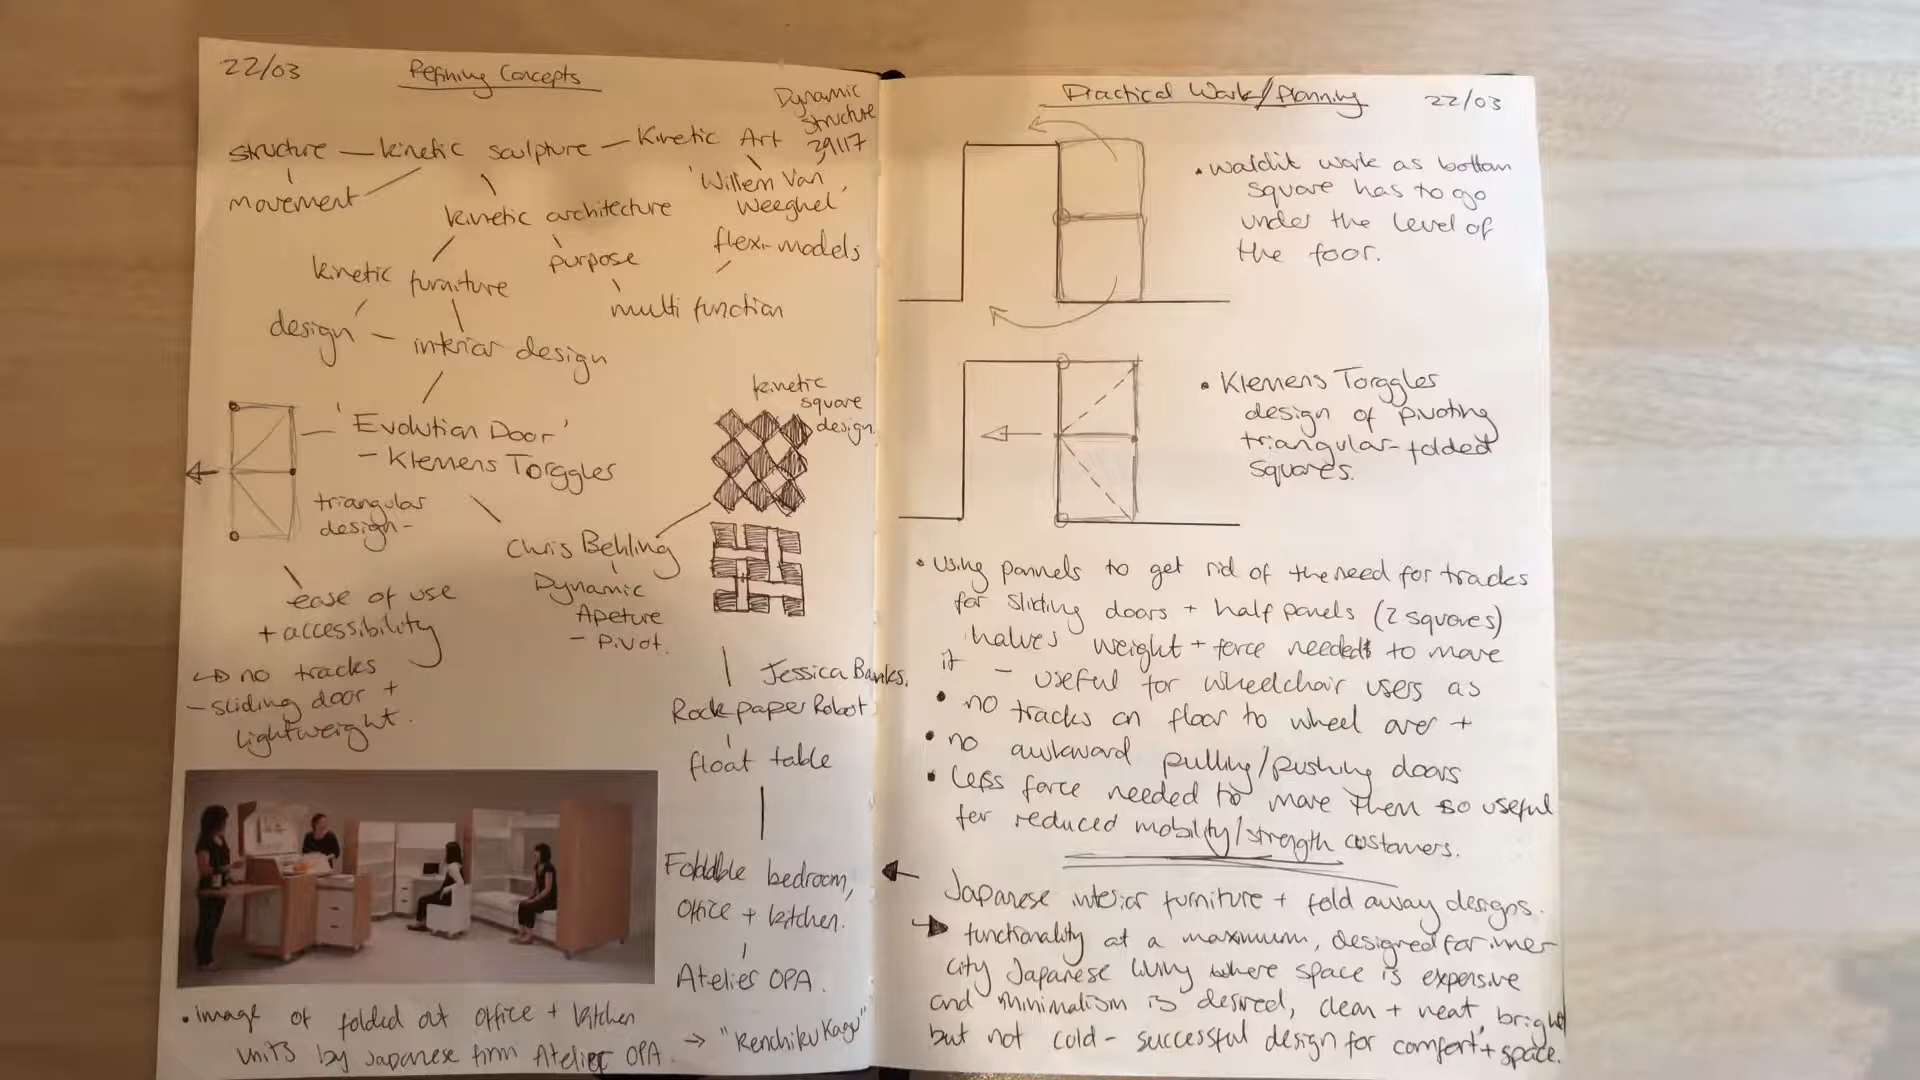 22/03
Refining Concepts
structure — kinetic sculpture — Kinetic Art
Dynamic
Structure
29117
movement
'Willem Van
Weeghel'
kinetic architecture
flexi-models
purpose
kinetic furniture
multi function
design — interior design
kinetic
square
design
'Evolution Door'
- Klemens Torggles
triangular
design-
Chris Behling
Dynamic
Apeture
- Pivot.
ease of use
+ accessibility
no tracks
- sliding door +
lightweight.
Jessica Banks.
Rock paper Robot
float table
Foldable bedroom,
office + kitchen.
Atelier OPA.
• image of folded out office + kitchen
units by Japanese firm Atelier OPA.
→ "Kenchiku Kagu"
Practical Work/Planning
22/03
• waldit work as bottom
square has to go
under the level of
the foor.
• Klemens Torggles
design of pivoting
triangular-folded
squares.
• using pannels to get rid of the need for tracks
for sliding doors + half panels (2 squares)
halves weight + force needed to move
it - useful for wheelchair users as
• no tracks on floor to wheel over +
• no awkward pulling/pushing doors
• Less force needed to move them so useful
for reduced mobility/strength customers.
Japanese interior furniture + fold away designs.
functionality at a maximum, designed for inner
city Japanese living where space is expensive
and minimalism is desired, clean + neat, bright
but not cold - successful design for comfort + space.